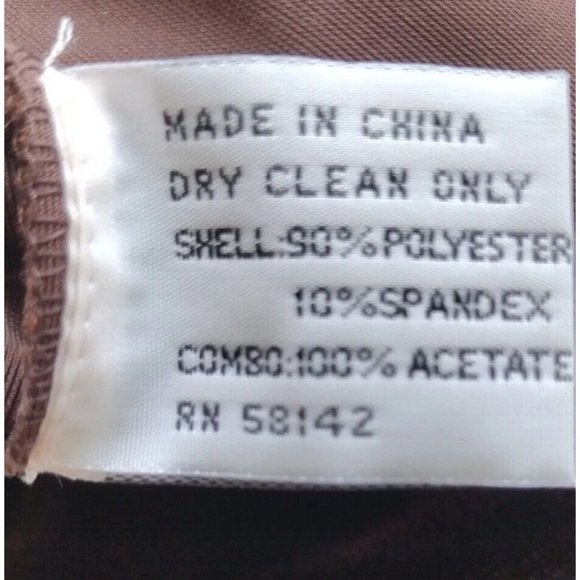 MADE IN CHINA
DRY CLEAN ONLY
SHELL:90%POLYESTER
10%SPANDEX
COMBO:100% ACETATE
RN 58142